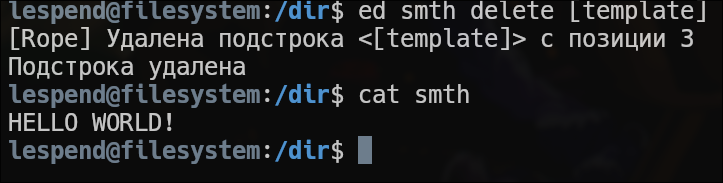 lespend@filesystem:/dir$ ed smth delete [template]
[Rope] Удалена подстрока <[template]> с позиции 3
Подстрока удалена
lespend@filesystem:/dir$ cat smth
HELLO WORLD!
lespend@filesystem:/dir$